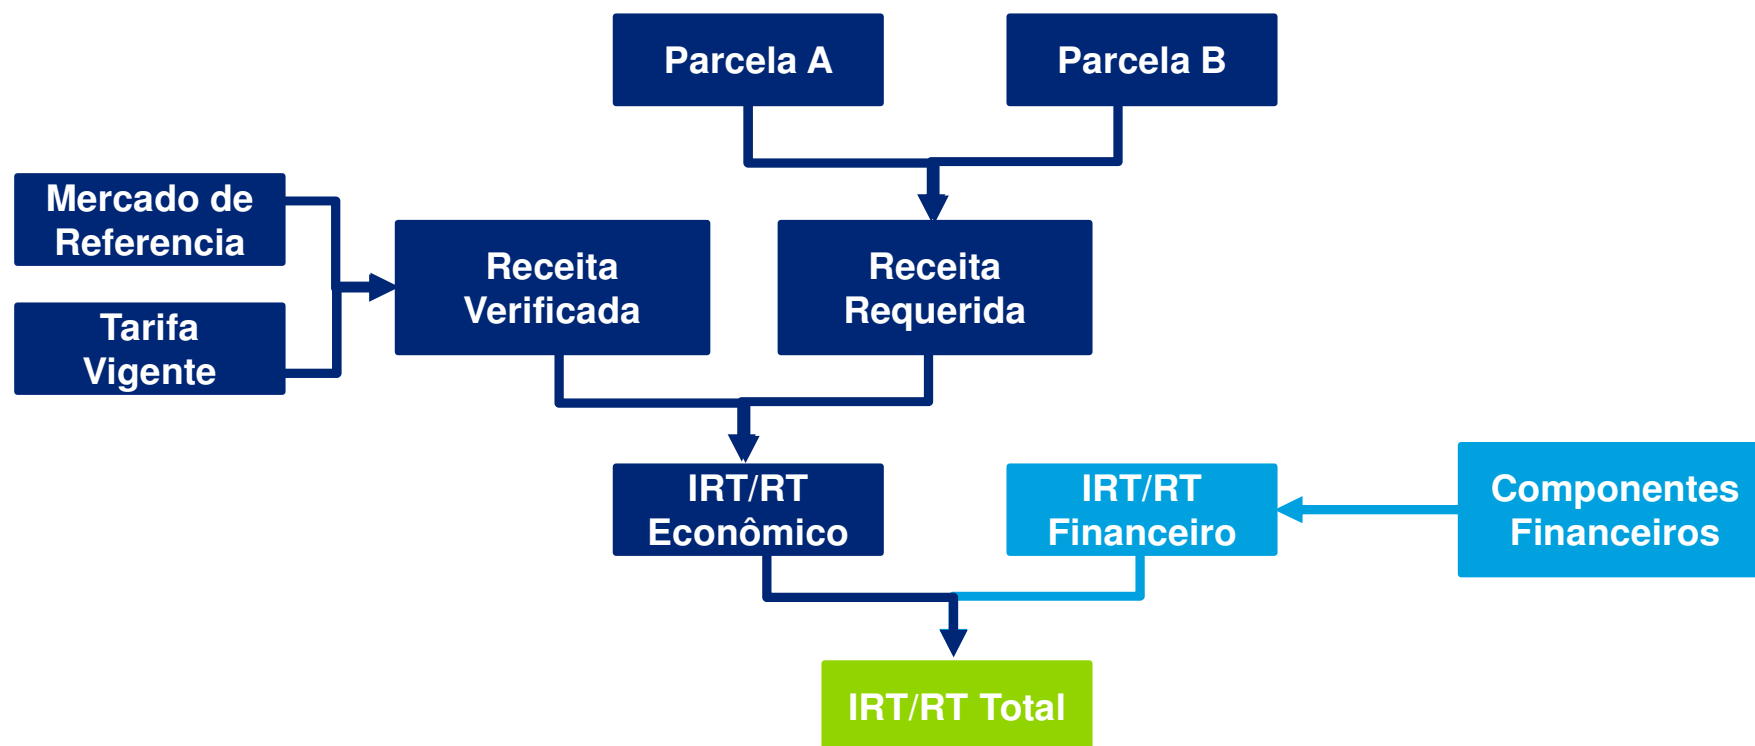 Parcela A
Parcela B
Mercado de
Referencia
Tarifa
Vigente
Receita
Verificada
Receita
Requerida
IRT/RT
Econômico
IRT/RT
Financeiro
Componentes
Financeiros
IRT/RT Total